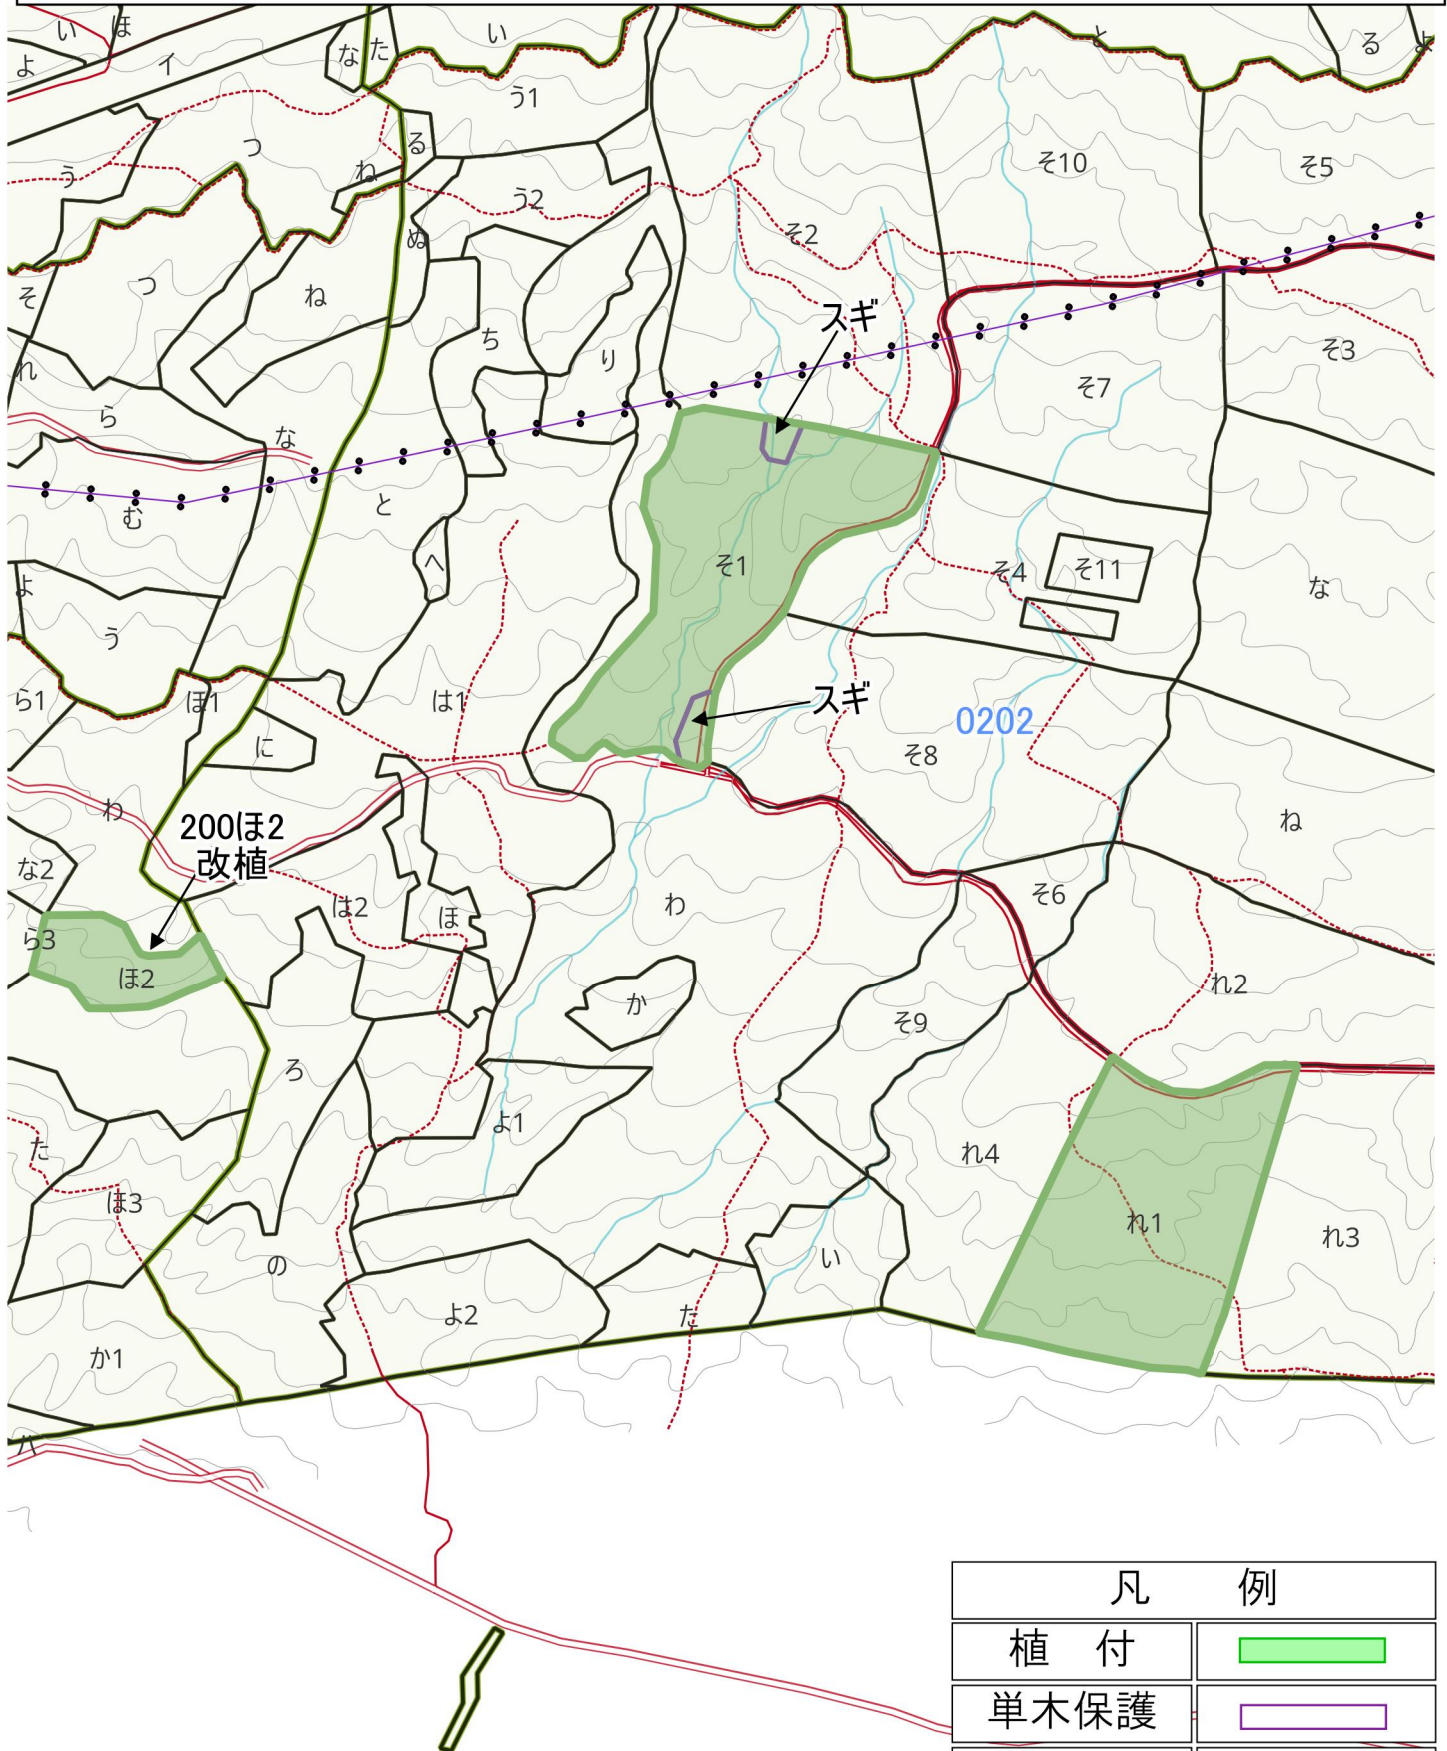 い
ほ
な
た
い
と
る
よ
よ
イ
う1
つ
る
そ10
そ5
う
ね
う2
ぬ
そ2
そ
つ
ね
スギ
ち
り
そ3
れ
そ7
ら
な
と
む
へ
そ1
そ4
そ11
な
よ
う
ら1
ほ1
は1
スギ
0202
に
そ8
わ
200ほ2
改植
ね
な2
は2
ほ
わ
そ6
ら3
ほ2
れ2
か
そ9
ろ
よ1
れ4
た
ほ3
れ1
れ3
の
い
よ2
た
か1
ハ
凡 例
植 付
単木保護